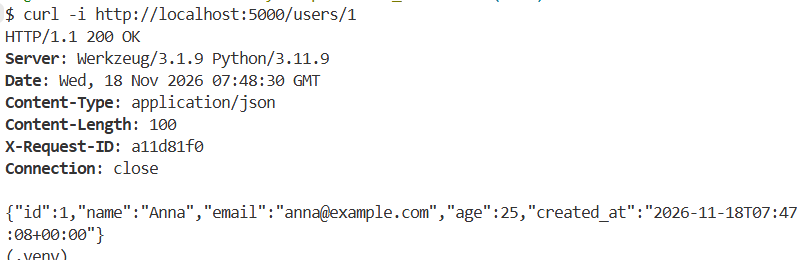 $ curl -i http://localhost:5000/users/1
HTTP/1.1 200 OK
Server: Werkzeug/3.1.9 Python/3.11.9
Date: Wed, 18 Nov 2026 07:48:30 GMT
Content-Type: application/json
Content-Length: 100
X-Request-ID: a11d81f0
Connection: close

{"id":1,"name":"Anna","email":"anna@example.com","age":25,"created_at":"2026-11-18T07:47
:08+00:00"}
(.venv)